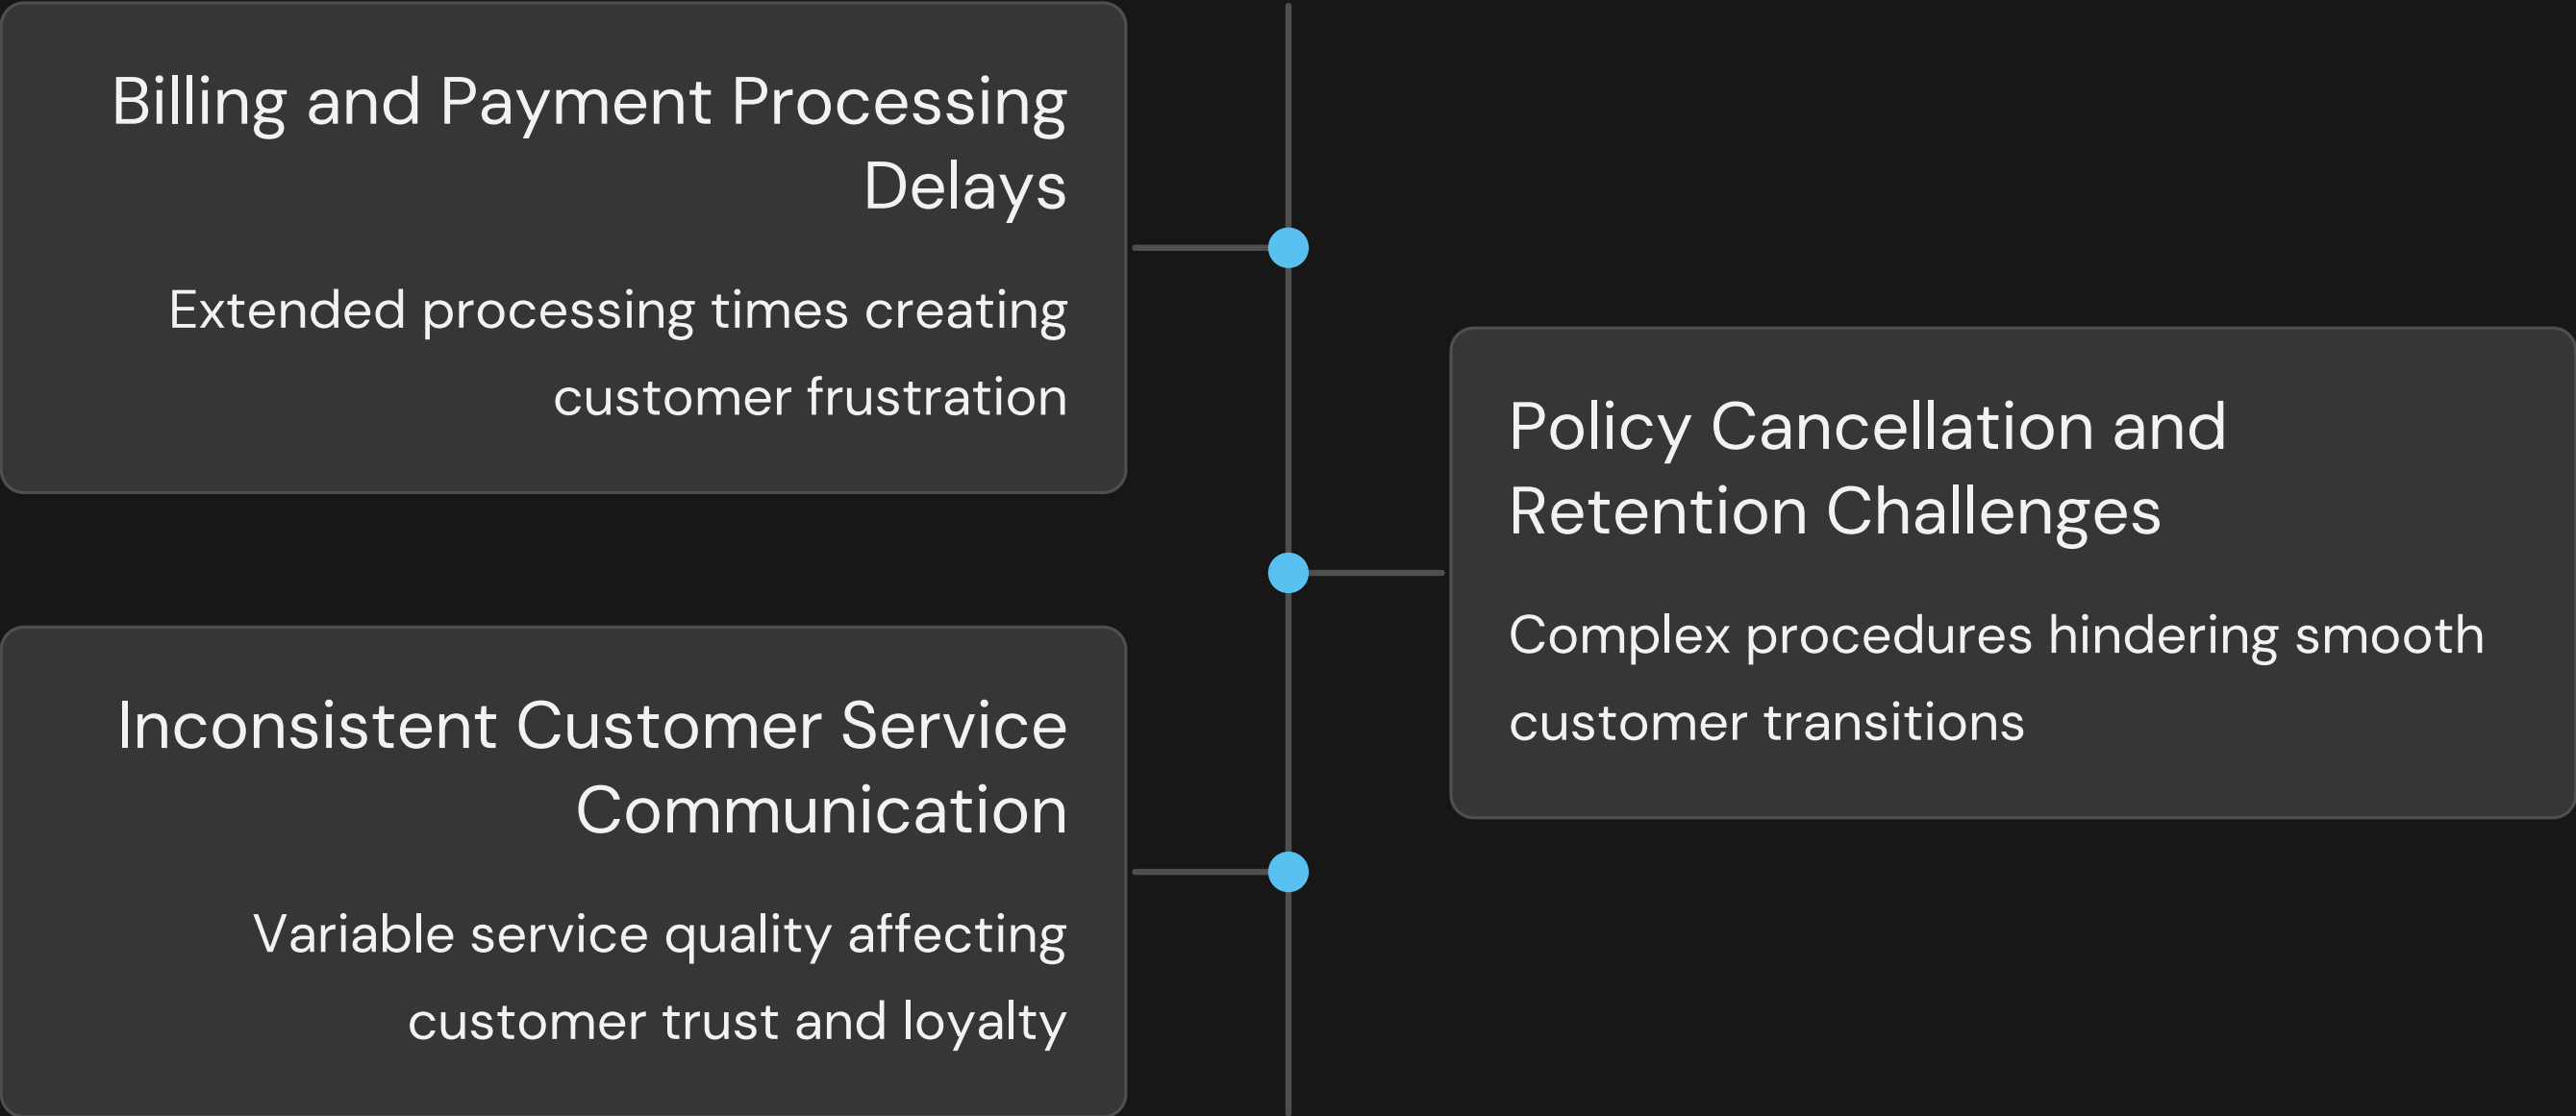 Billing and Payment Processing
Delays
Extended processing times creating
customer frustration
Policy Cancellation and
Retention Challenges
Complex procedures hindering smooth
customer transitions
Inconsistent Customer Service
Communication
Variable service quality affecting
customer trust and loyalty